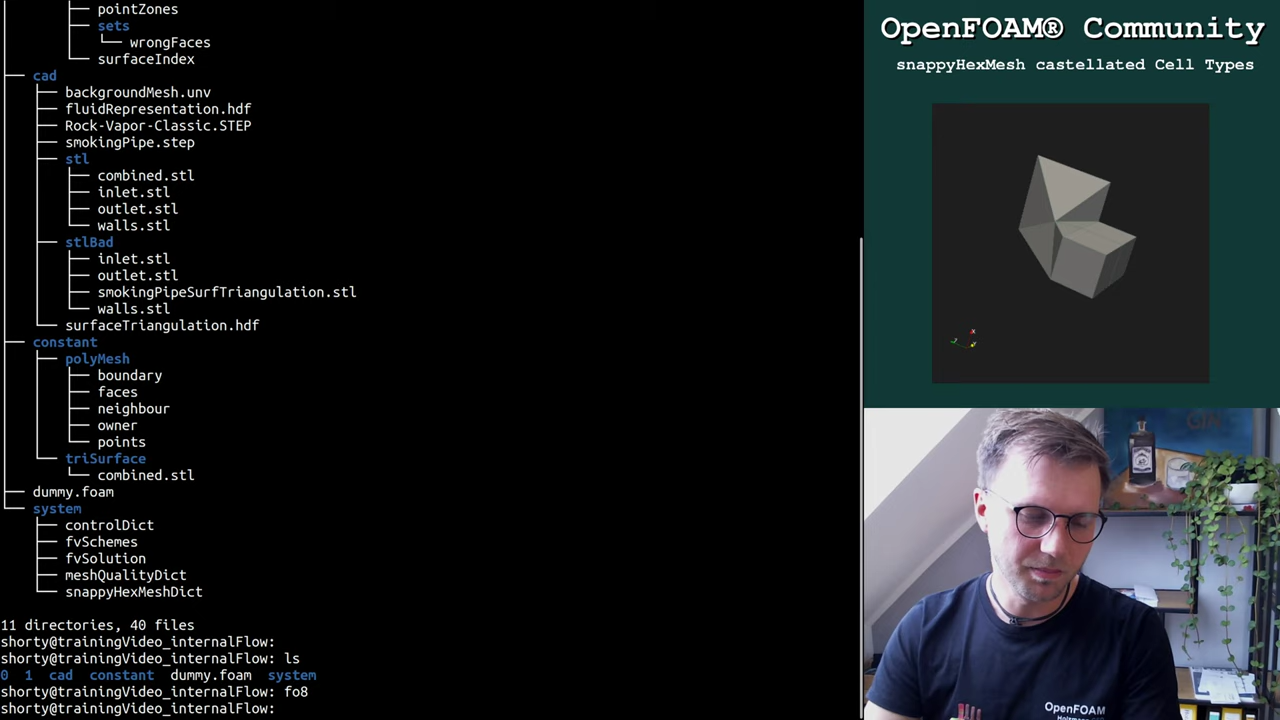 pointZones
sets
wrongFaces
surfaceIndex
cad
backgroundMesh.unv
fluidRepresentation.hdf
Rock-Vapor-Classic.STEP
smokingPipe.step
stl
combined.stl
inlet.stl
outlet.stl
walls.stl
stlBad
inlet.stl
outlet.stl
smokingPipeSurfTriangulation.stl
walls.stl
surfaceTriangulation.hdf
constant
polyMesh
boundary
faces
neighbour
owner
points
triSurface
combined.stl
dummy.foam
system
controlDict
fvSchemes
fvSolution
meshQualityDict
snappyHexMeshDict
11 directories, 40 files
shorty@trainingVideo_internalFlow:
shorty@trainingVideo_internalFlow: ls
0 1 cad constant dummy.foam system
shorty@trainingVideo_internalFlow: fo8
shorty@trainingVideo_internalFlow:
OpenFOAM® Community
snappyHexMesh castellated Cell Types
GIN
OpenFOAM